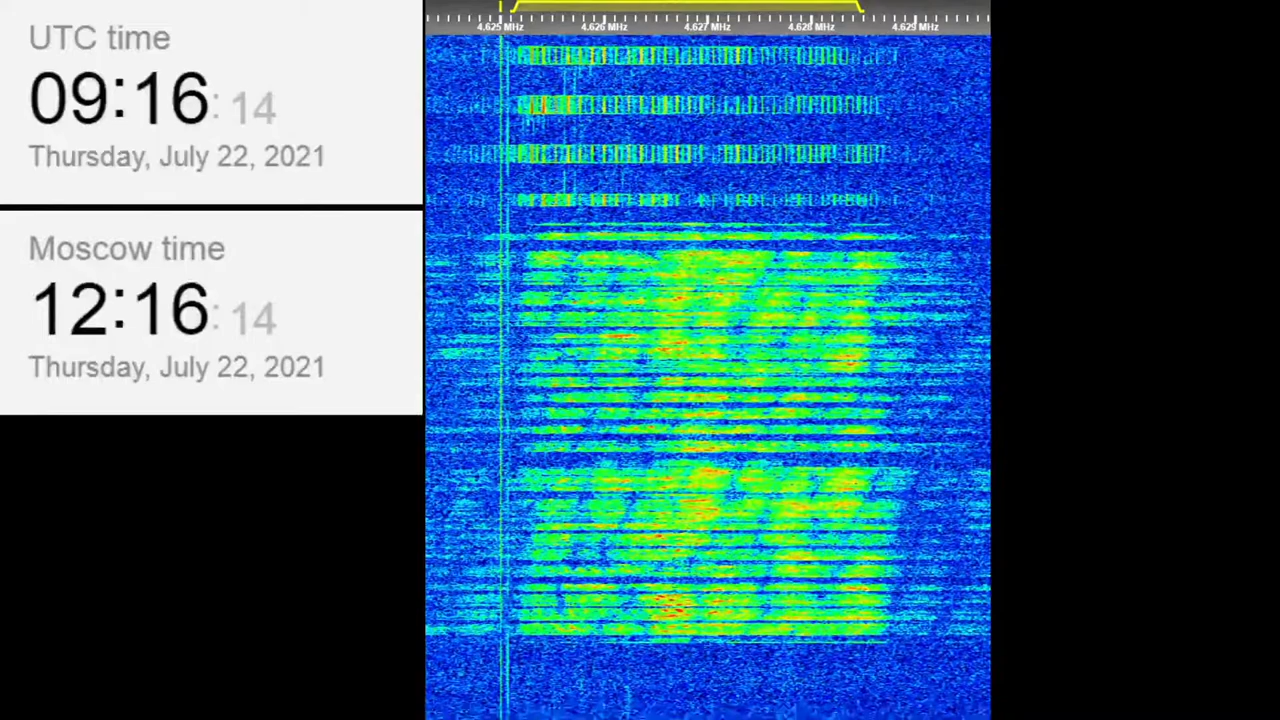 UTC time
09:16:14
Thursday, July 22, 2021
Moscow time
12:16:14
Thursday, July 22, 2021
4.625 MHz 4.626 MHz 4.627 MHz 4.628 MHz 4.629 MHz